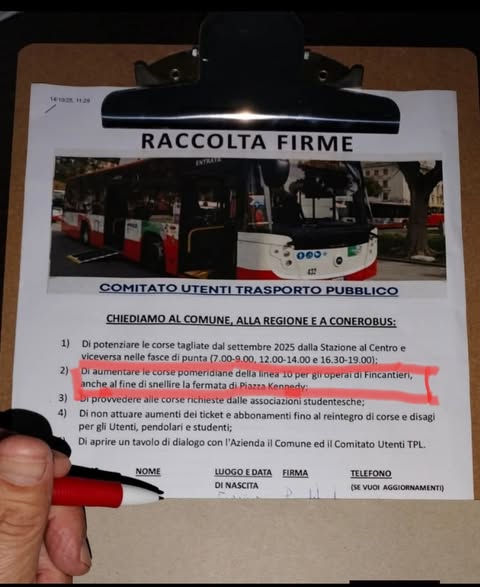 14/10/25, 11:29
RACCOLTA FIRME
ENTRATA
432
COMITATO UTENTI TRASPORTO PUBBLICO
CHIEDIAMO AL COMUNE, ALLA REGIONE E A CONEROBUS:
1) Di potenziare le corse tagliate dal settembre 2025 dalla Stazione al Centro e
viceversa nelle fasce di punta (7.00-9.00, 12.00-14.00 e 16.30-19.00);
2) Di aumentare le corse pomeridiane della linea 10 per gli operai di Fincantieri,
anche al fine di snellire la fermata di Piazza Kennedy;
3) Di provvedere alle corse richieste dalle associazioni studentesche;
4) Di non attuare aumenti dei ticket e abbonamenti fino al reintegro di corse e disagi
per gli Utenti, pendolari e studenti;
) Di aprire un tavolo di dialogo con l'Azienda il Comune ed il Comitato Utenti TPL.
NOME LUOGO E DATA FIRMA TELEFONO
DI NASCITA (SE VUOI AGGIORNAMENTI)